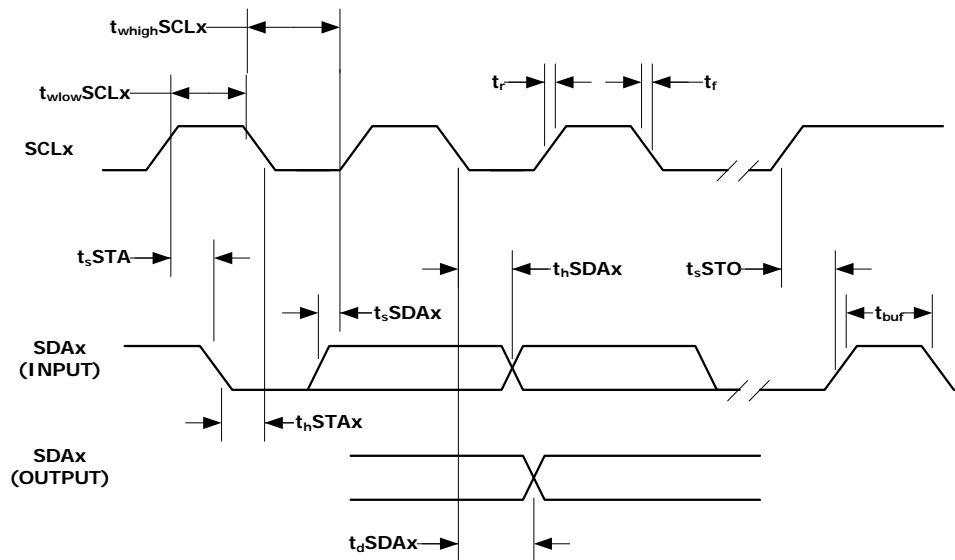 twhighSCLx
twlowSCLx
tr
tf
SCLx
tsSTA
thSDAx
tsSTO
tsSDAx
tbuf
SDAx
(INPUT)
thSTAx
SDAx
(OUTPUT)
tdSDAx